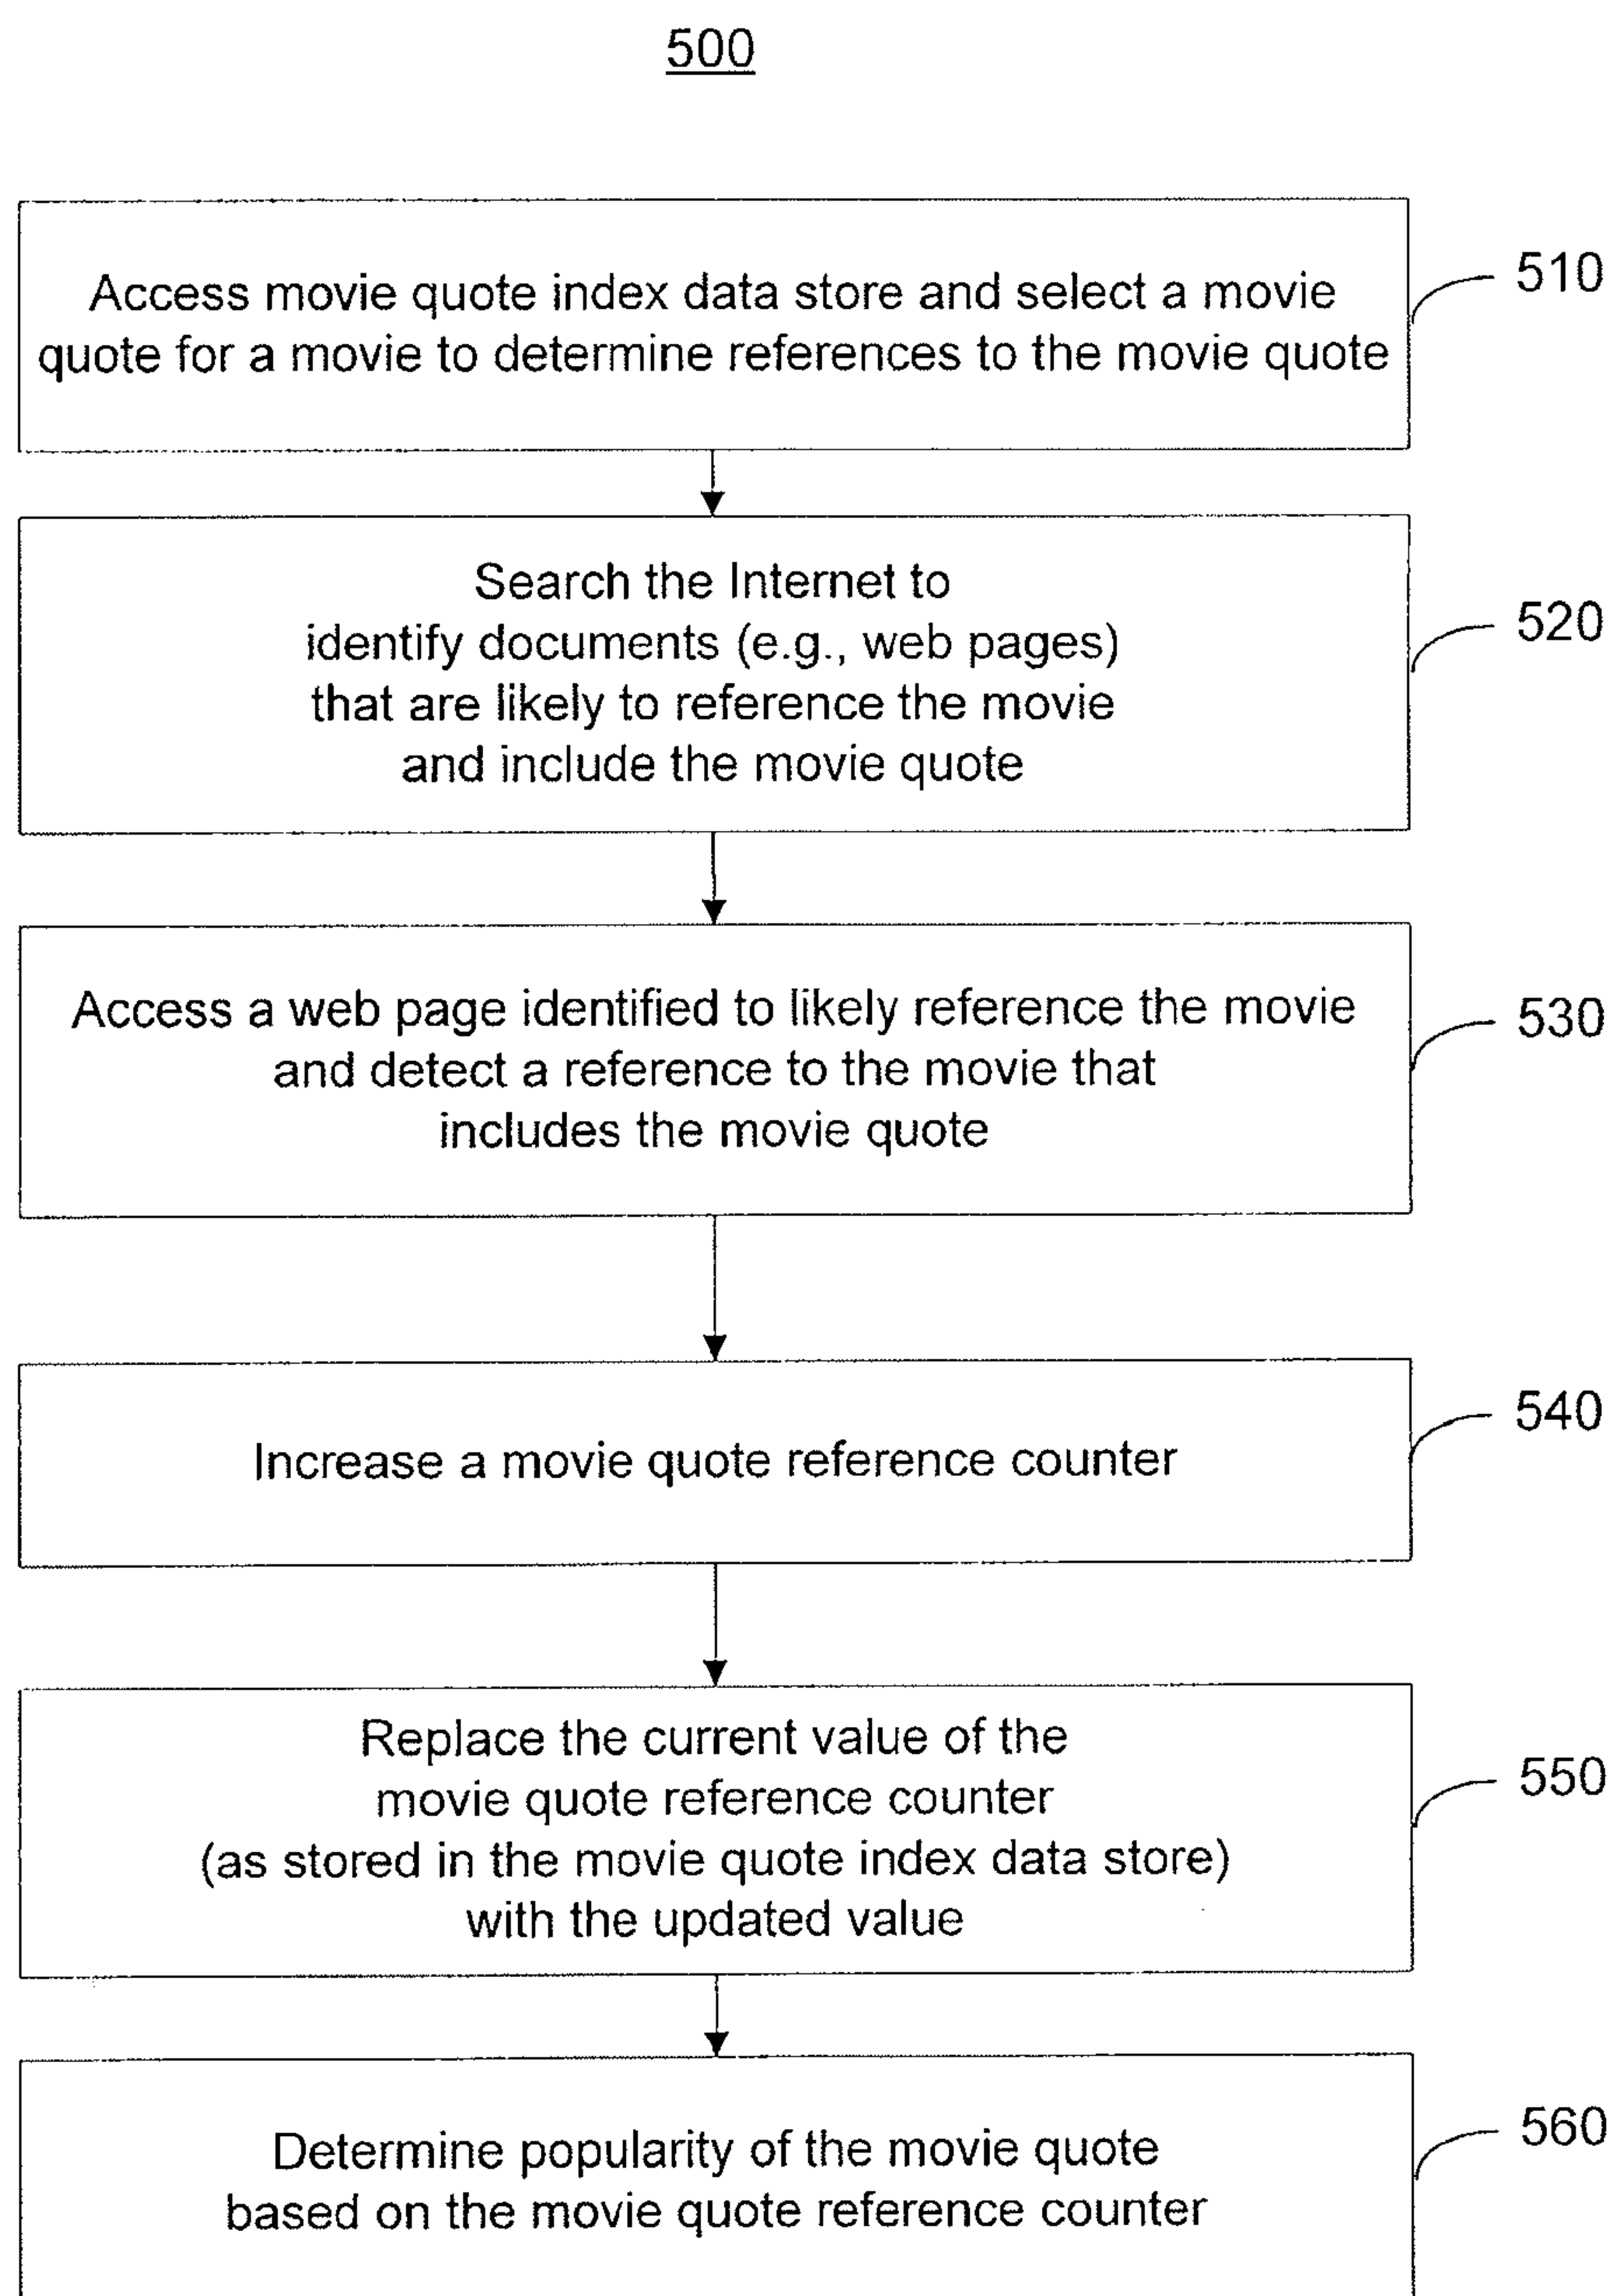 500
Access movie quote index data store and select a movie
quote for a movie to determine references to the movie quote
510
Search the Internet to
identify documents (e.g., web pages)
that are likely to reference the movie
and include the movie quote
520
Access a web page identified to likely reference the movie
and detect a reference to the movie that
includes the movie quote
530
Increase a movie quote reference counter
540
Replace the current value of the
movie quote reference counter
(as stored in the movie quote index data store)
with the updated value
550
Determine popularity of the movie quote
based on the movie quote reference counter
560